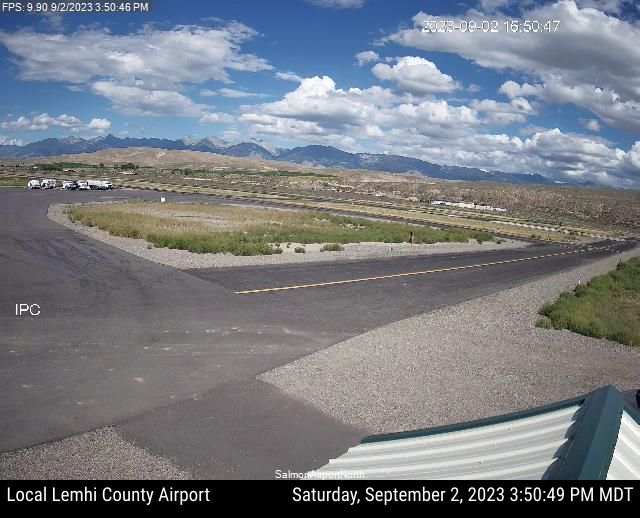 FPS: 9.90 9/2/2023 3:50:46 PM
2023-09-02 16:50:47
IPC
SalmonAirportNorth
Local Lemhi County Airport
Saturday, September 2, 2023 3:50:49 PM MDT